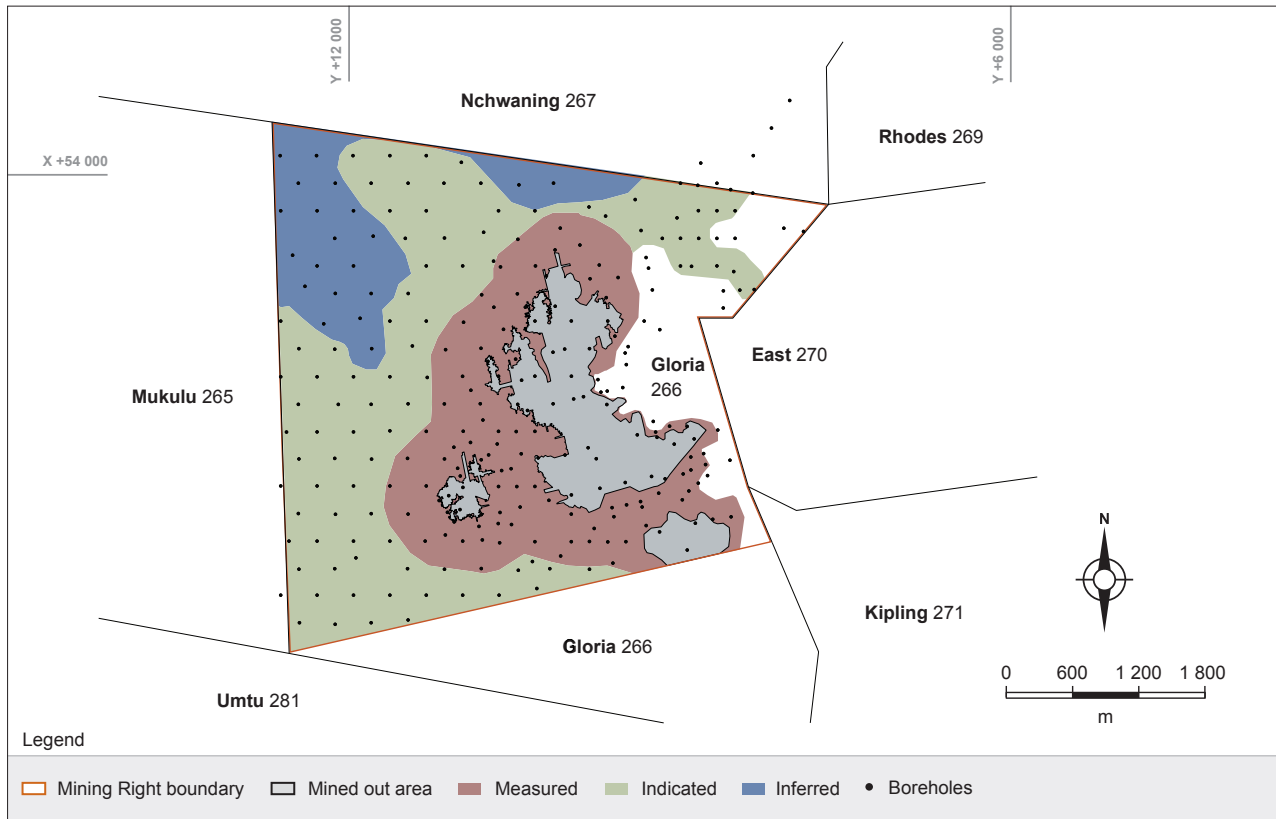 Y +12 000
Y +6 000
Nchwaning 267
Rhodes 269
X +54 000
Gloria
266
East 270
Mukulu 265
N
Kipling 271
Gloria 266
Umtu 281
0 600 1 200 1 800
m
Legend
Mining Right boundary Mined out area Measured Indicated Inferred Boreholes